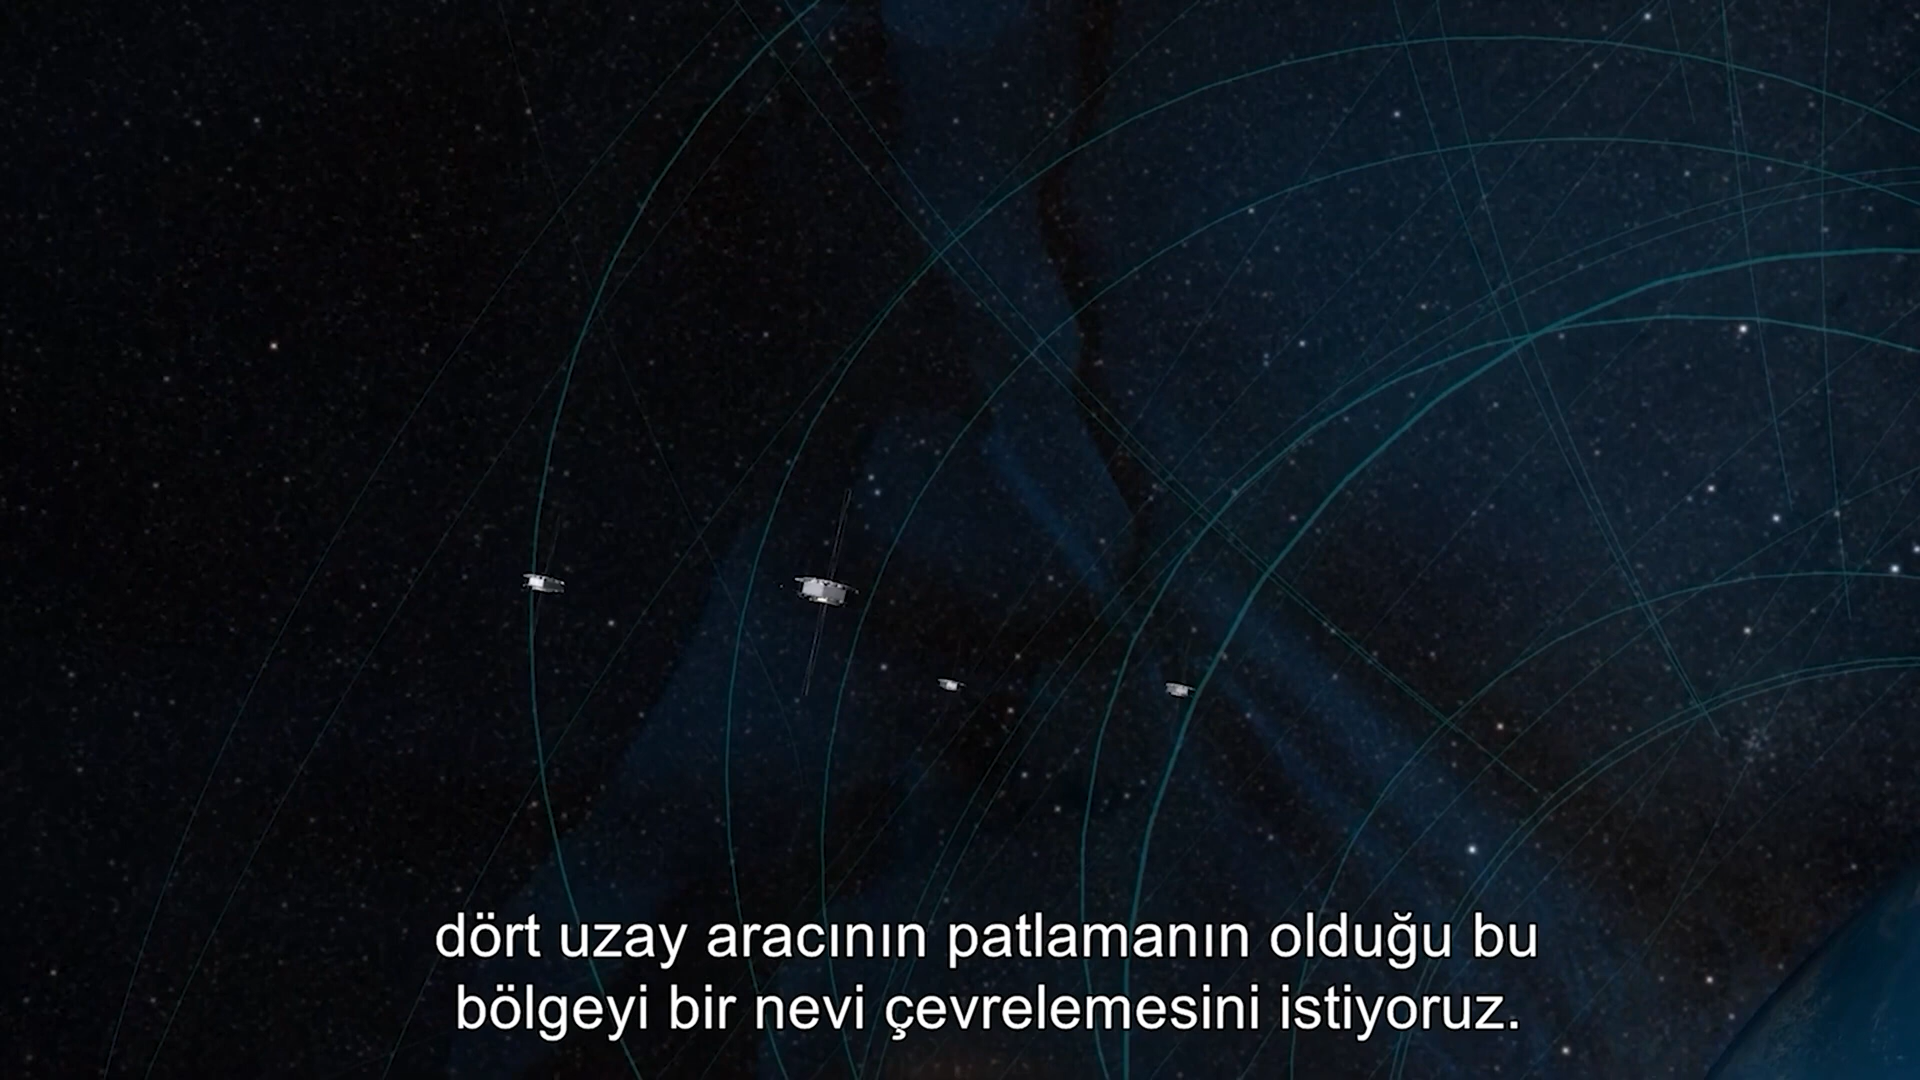 dört uzay aracının patlamanın olduğu bu
bölgeyi bir nevi çevrelemesini istiyoruz.